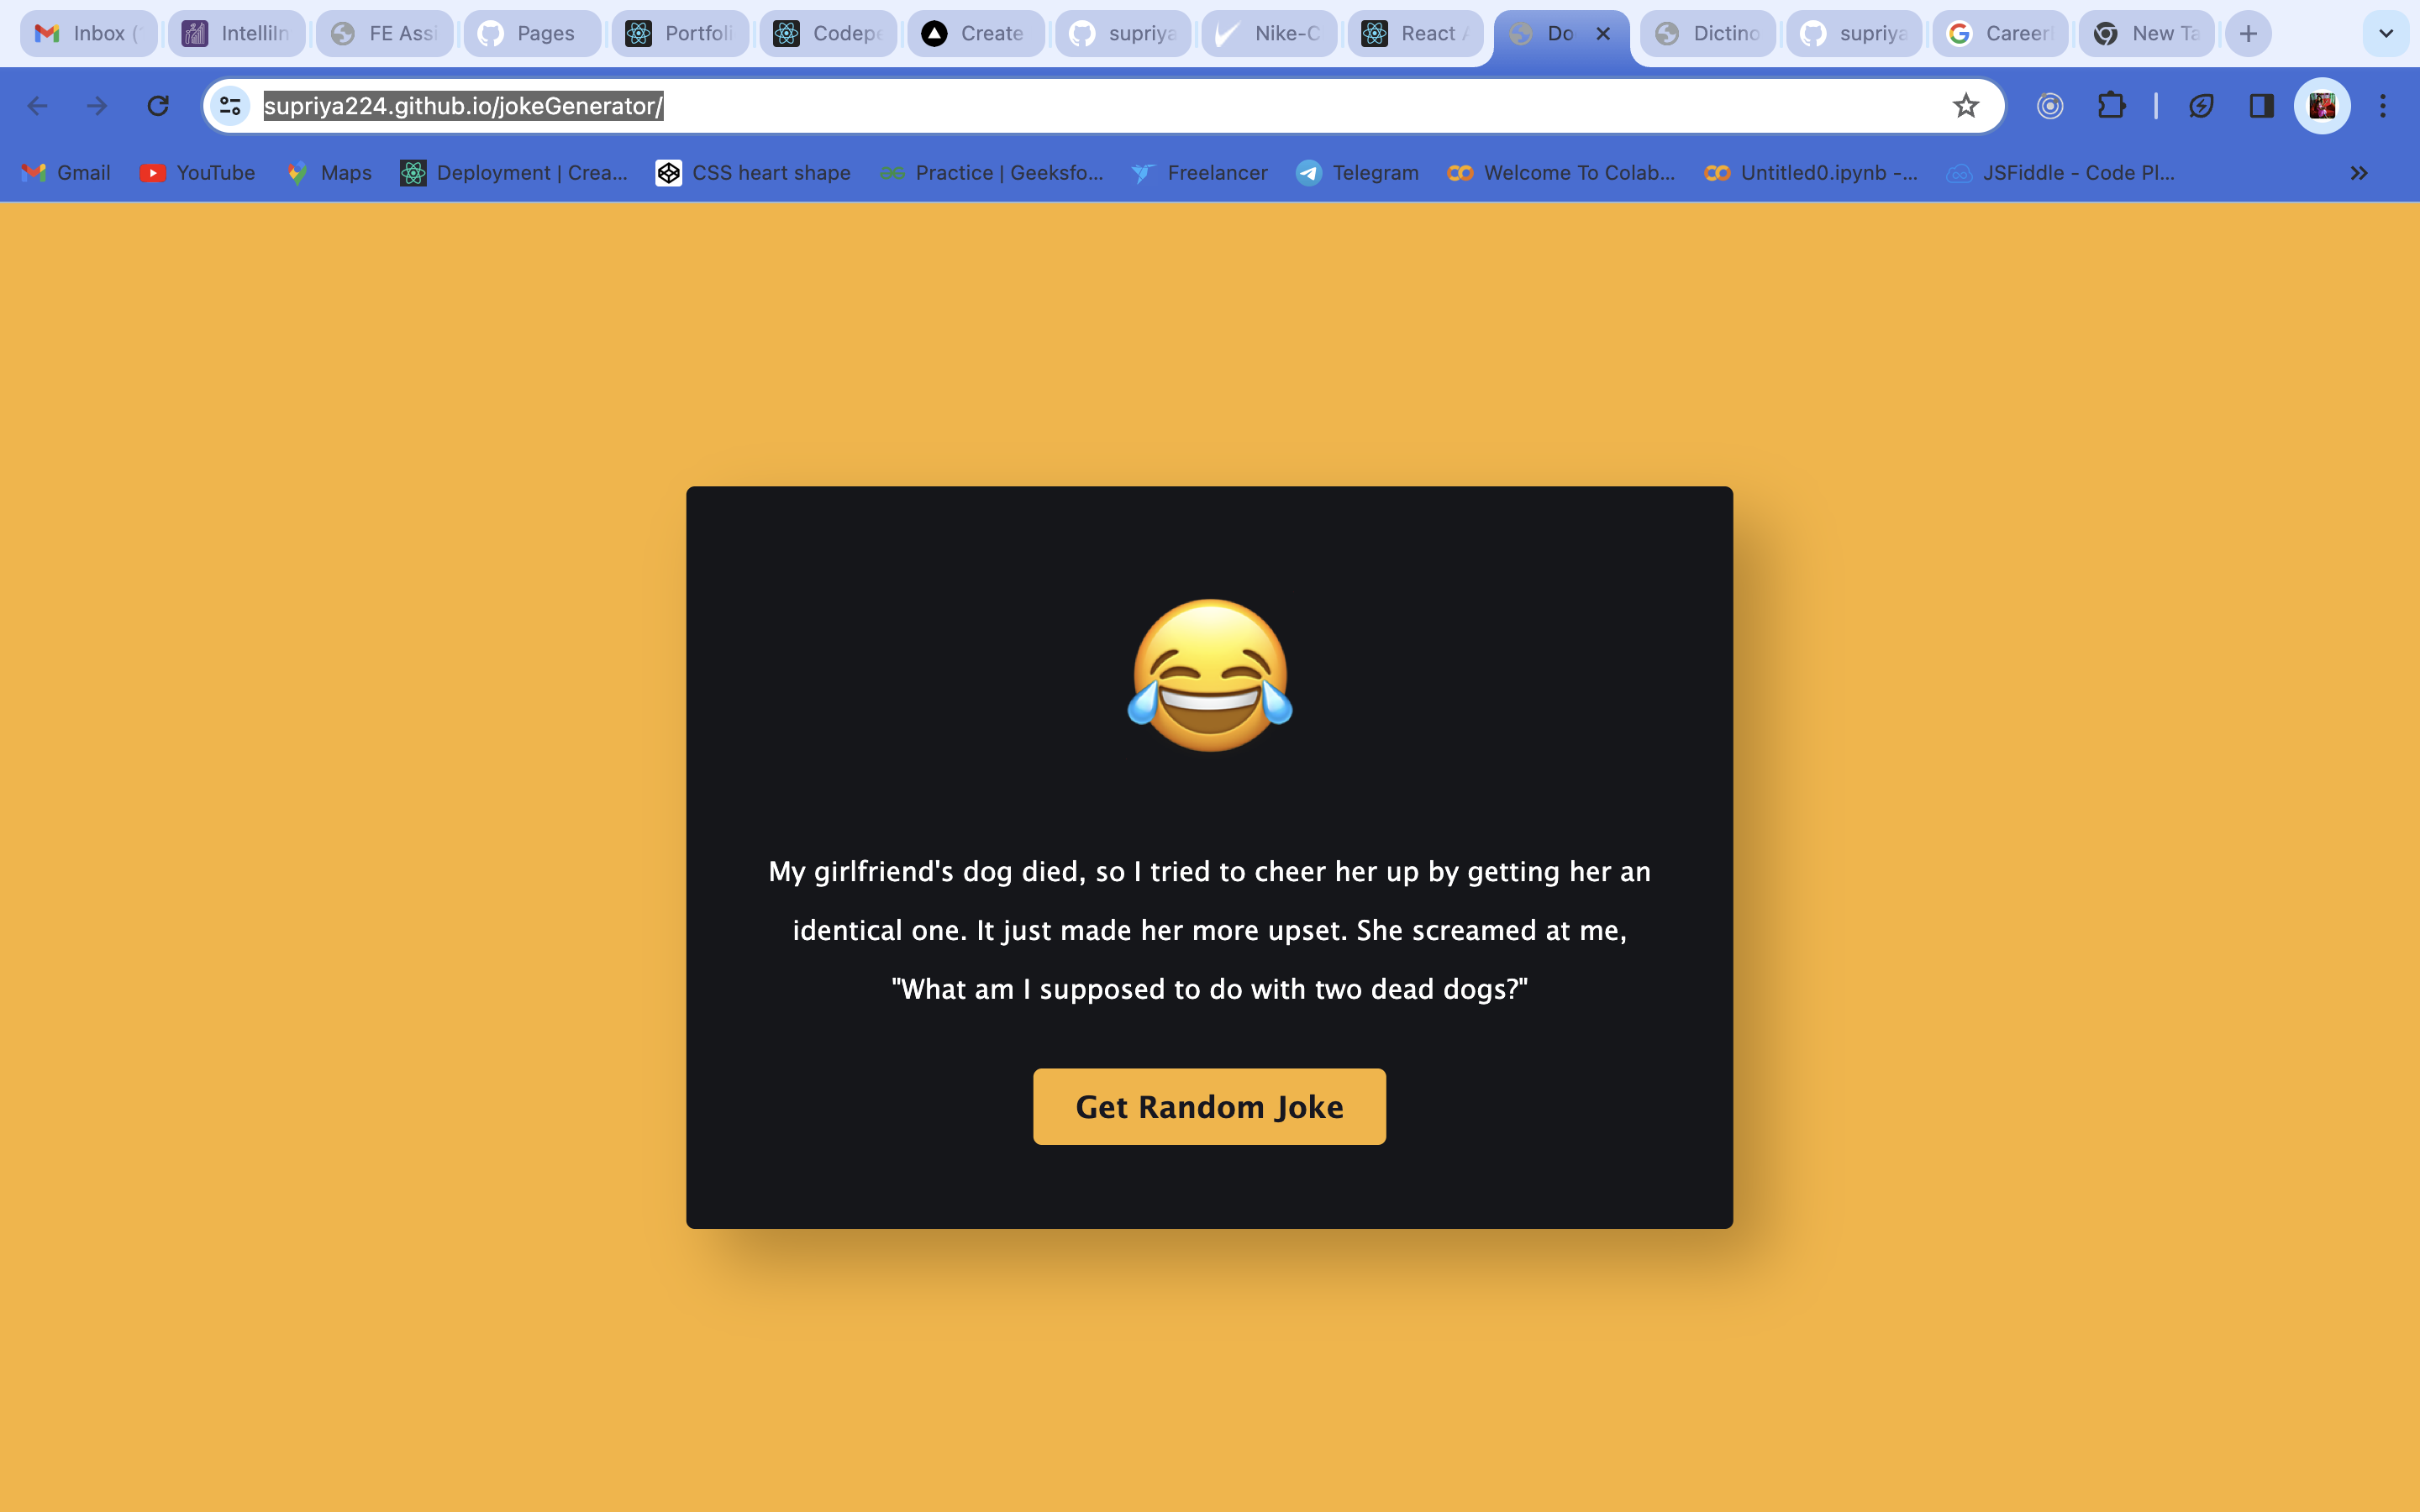 Inbox (
IntelliIn
FE Assi
Pages
Portfoli
Codepe
Create
supriya
Nike-C
React A
Do
Dictino
supriya
Career
New Ta
supriya224.github.io/jokeGenerator/
Gmail
YouTube
Maps
Deployment | Crea...
CSS heart shape
Practice | Geeksfo...
Freelancer
Telegram
Welcome To Colab...
Untitled0.ipynb -...
JSFiddle - Code Pl...
My girlfriend's dog died, so I tried to cheer her up by getting her an
identical one. It just made her more upset. She screamed at me,
"What am I supposed to do with two dead dogs?"
Get Random Joke